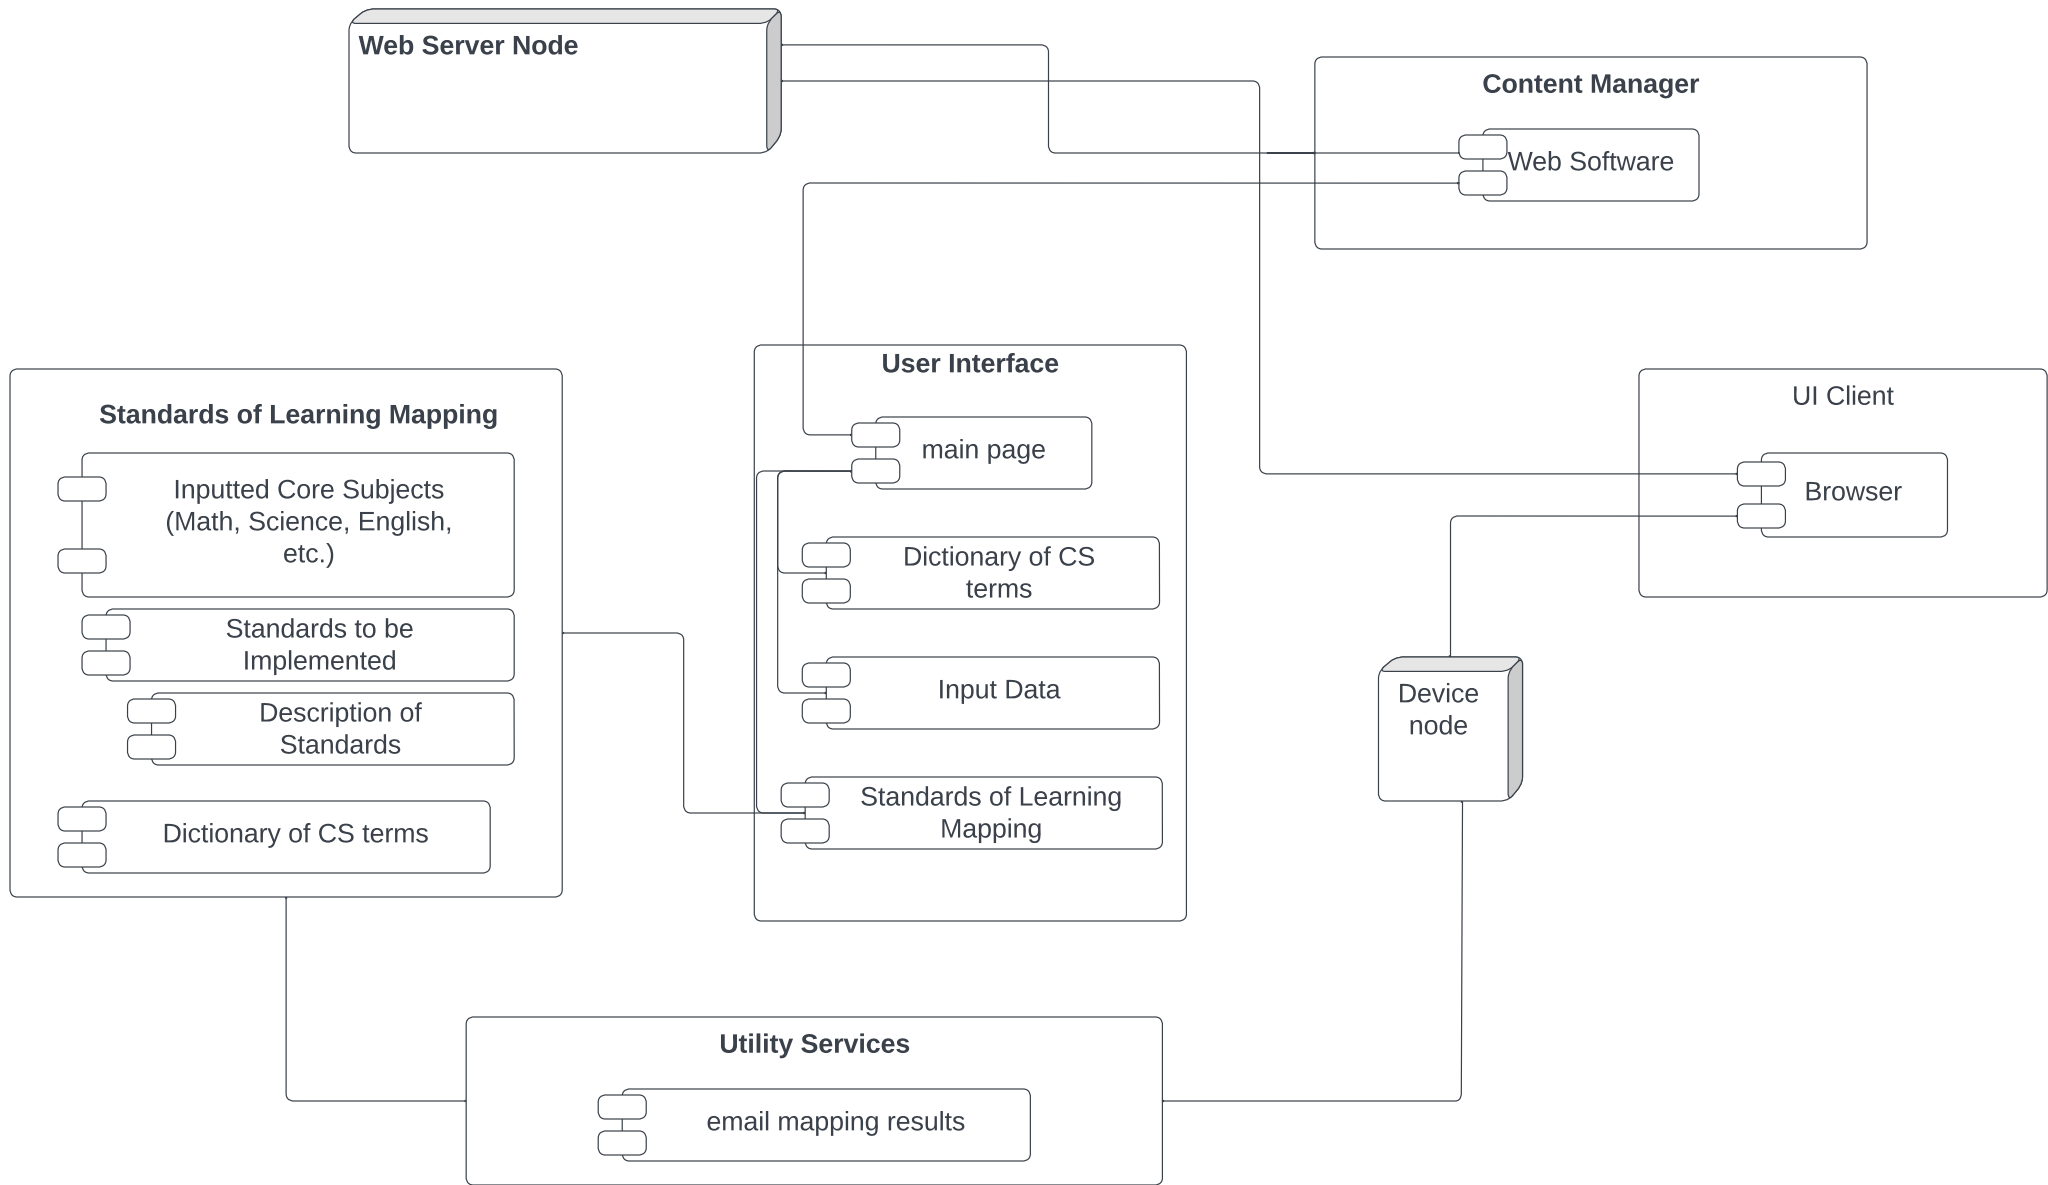 Web Server Node
Content Manager
Web Software
User Interface
main page
Dictionary of CS
terms
Input Data
Standards of Learning
Mapping
Standards of Learning Mapping
Inputted Core Subjects
(Math, Science, English,
etc.)
Standards to be
Implemented
Description of
Standards
Dictionary of CS terms
UI Client
Browser
Device
node
Utility Services
email mapping results